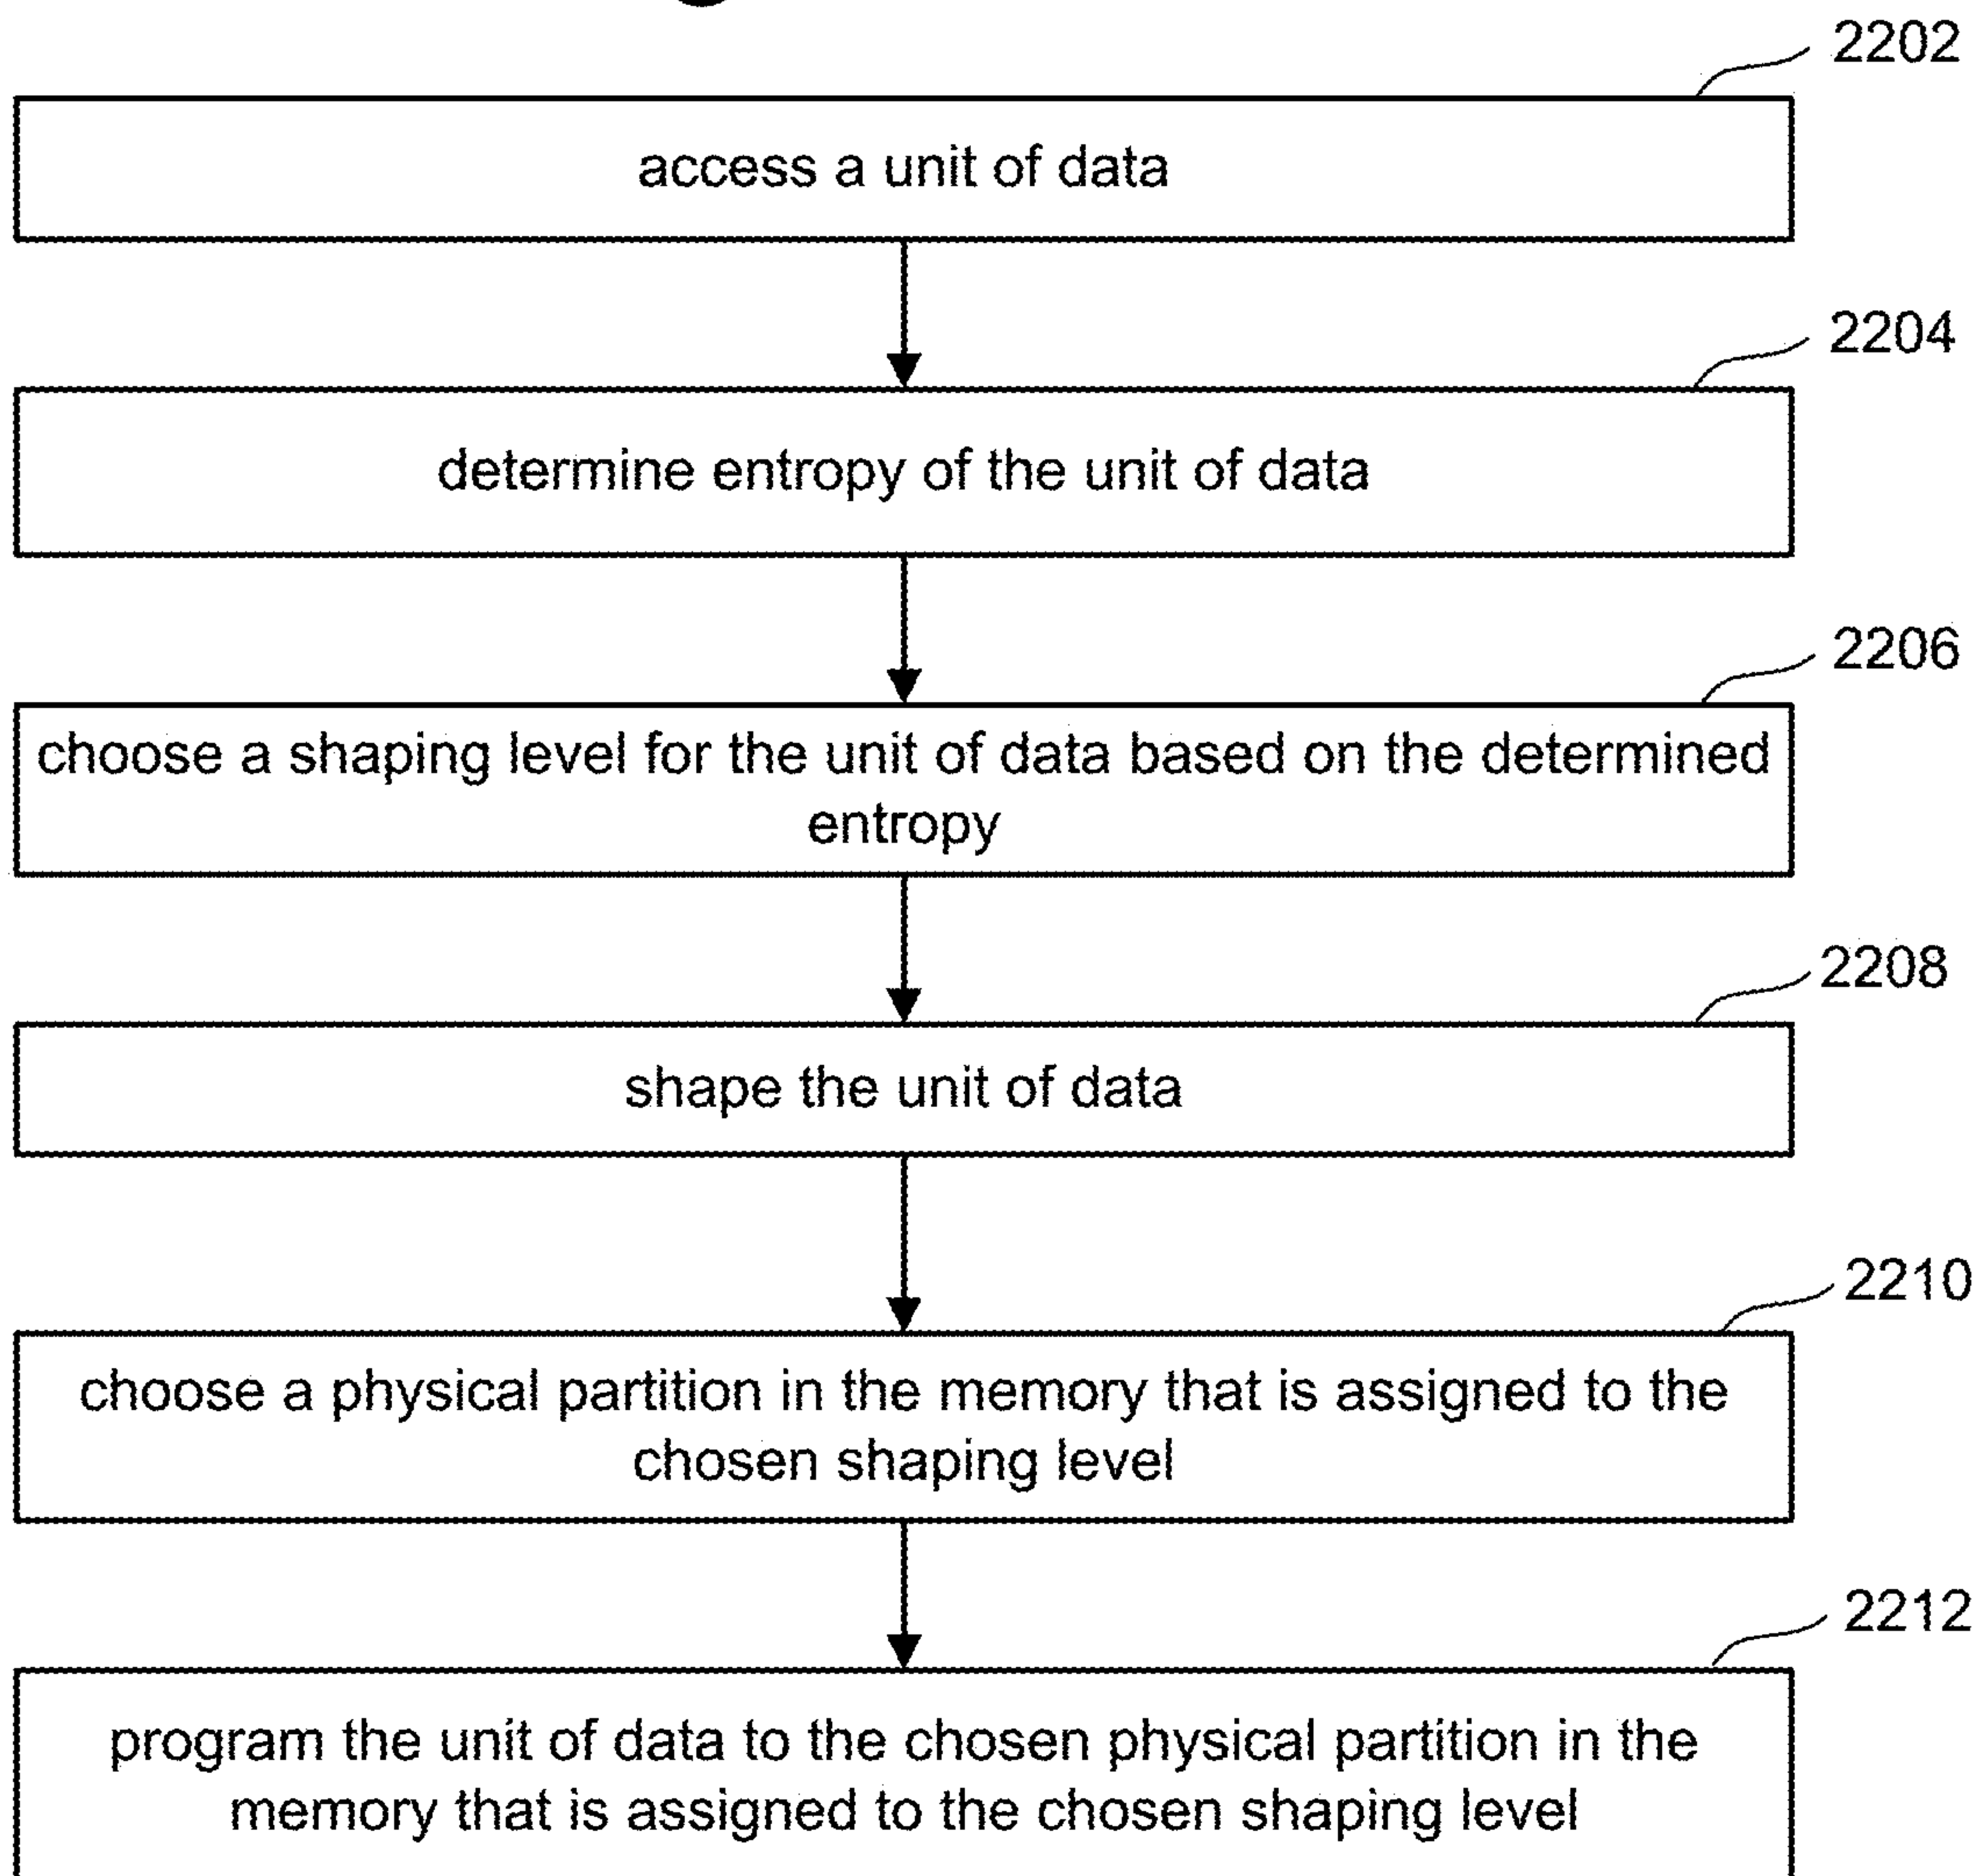 2202
access a unit of data
2204
determine entropy of the unit of data
2206
choose a shaping level for the unit of data based on the determined
entropy
2208
shape the unit of data
2210
choose a physical partition in the memory that is assigned to the
chosen shaping level
2212
program the unit of data to the chosen physical partition in the
memory that is assigned to the chosen shaping level